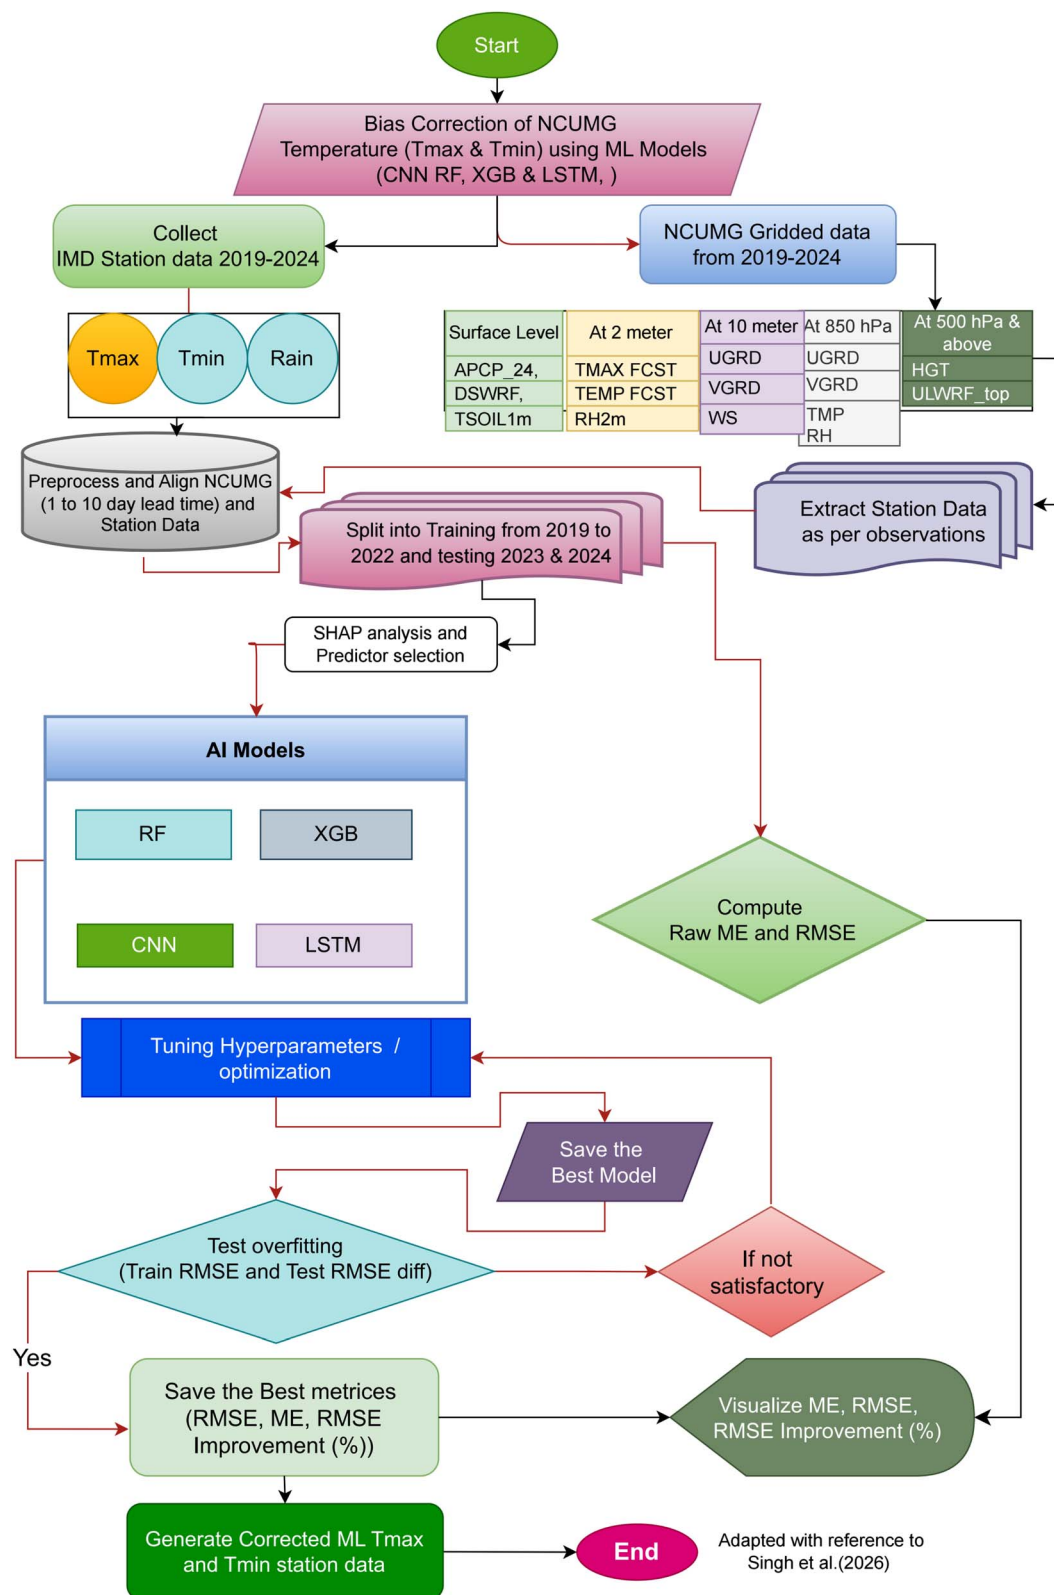 Start
Bias Correction of NCUMG
Temperature (Tmax & Tmin) using ML Models
(CNN RF, XGB & LSTM, )
Collect
IMD Station data 2019-2024
NCUMG Gridded data
from 2019-2024
Tmax
Tmin
Rain
Surface Level
APCP_24,
DSWRF,
TSOIL1m
At 2 meter
TMAX FCST
TEMP FCST
RH2m
At 10 meter
UGRD
VGRD
WS
At 850 hPa
UGRD
VGRD
TMP
RH
At 500 hPa &
above
HGT
ULWRF_top
Preprocess and Align NCUMG
(1 to 10 day lead time) and
Station Data
Split into Training from 2019 to
2022 and testing 2023 & 2024
Extract Station Data
as per observations
SHAP analysis and
Predictor selection
AI Models
RF
XGB
CNN
LSTM
Compute
Raw ME and RMSE
Tuning Hyperparameters /
optimization
Save the
Best Model
Test overfitting
(Train RMSE and Test RMSE diff)
If not
satisfactory
Yes
Save the Best metrices
(RMSE, ME, RMSE
Improvement (%))
Visualize ME, RMSE,
RMSE Improvement (%)
Generate Corrected ML Tmax
and Tmin station data
End
Adapted with reference to
Singh et al.(2026)